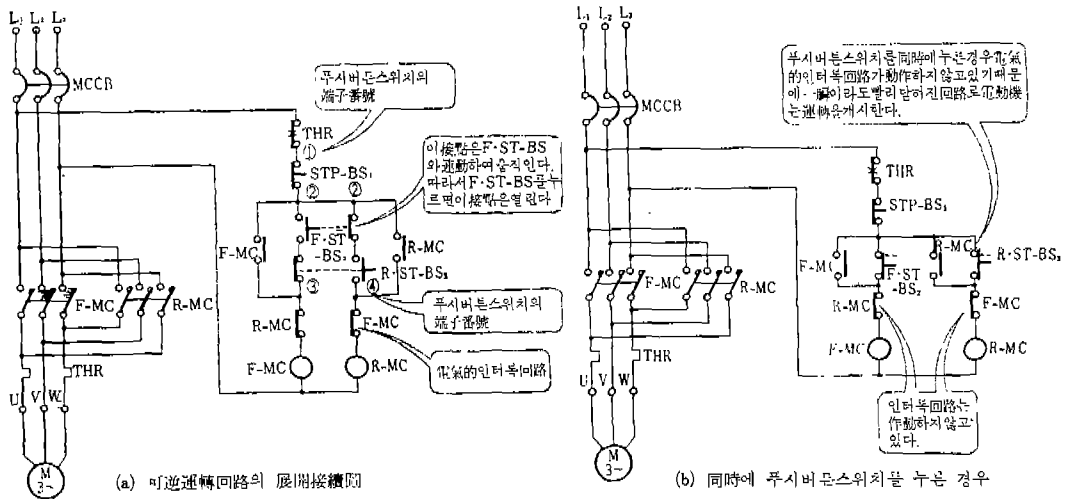 L₁ L₂ L₃
MCCB
푸시버튼스위치의
端子番號
THR
①
STP-BS₁
② ②
이接點은F·ST-BS
와連動하여움직인다.
따라서F·ST-BS를누
르면이接點은열린다
F-MC
F·ST
-BS₂
R-MC
R·ST-BS₃
③ ④
푸시버튼스위치의
端子番號
F-MC
R-MC
R-MC
F-MC
電氣的인터록回路
F-MC
R-MC
THR
U V W
M
3~
(a) 可逆運轉回路의 展開接續圖
L₁ L₂ L₃
MCCB
푸시버튼스위치를同時에누른경우電氣
的인터록回路가動作하지않고있기때문
에一瞬이라도빨리닫혀진回路로電動機
는運轉을개시한다.
THR
STP-BS₁
F-MC
F·ST
-BS₂
R-MC
R·ST-BS₃
F-MC
R-MC
R-MC
F-MC
F-MC
R-MC
THR
U V W
인터록回路는
作動하지않고
있다.
M
3~
(b) 同時에 푸시버튼스위치를 누른 경우